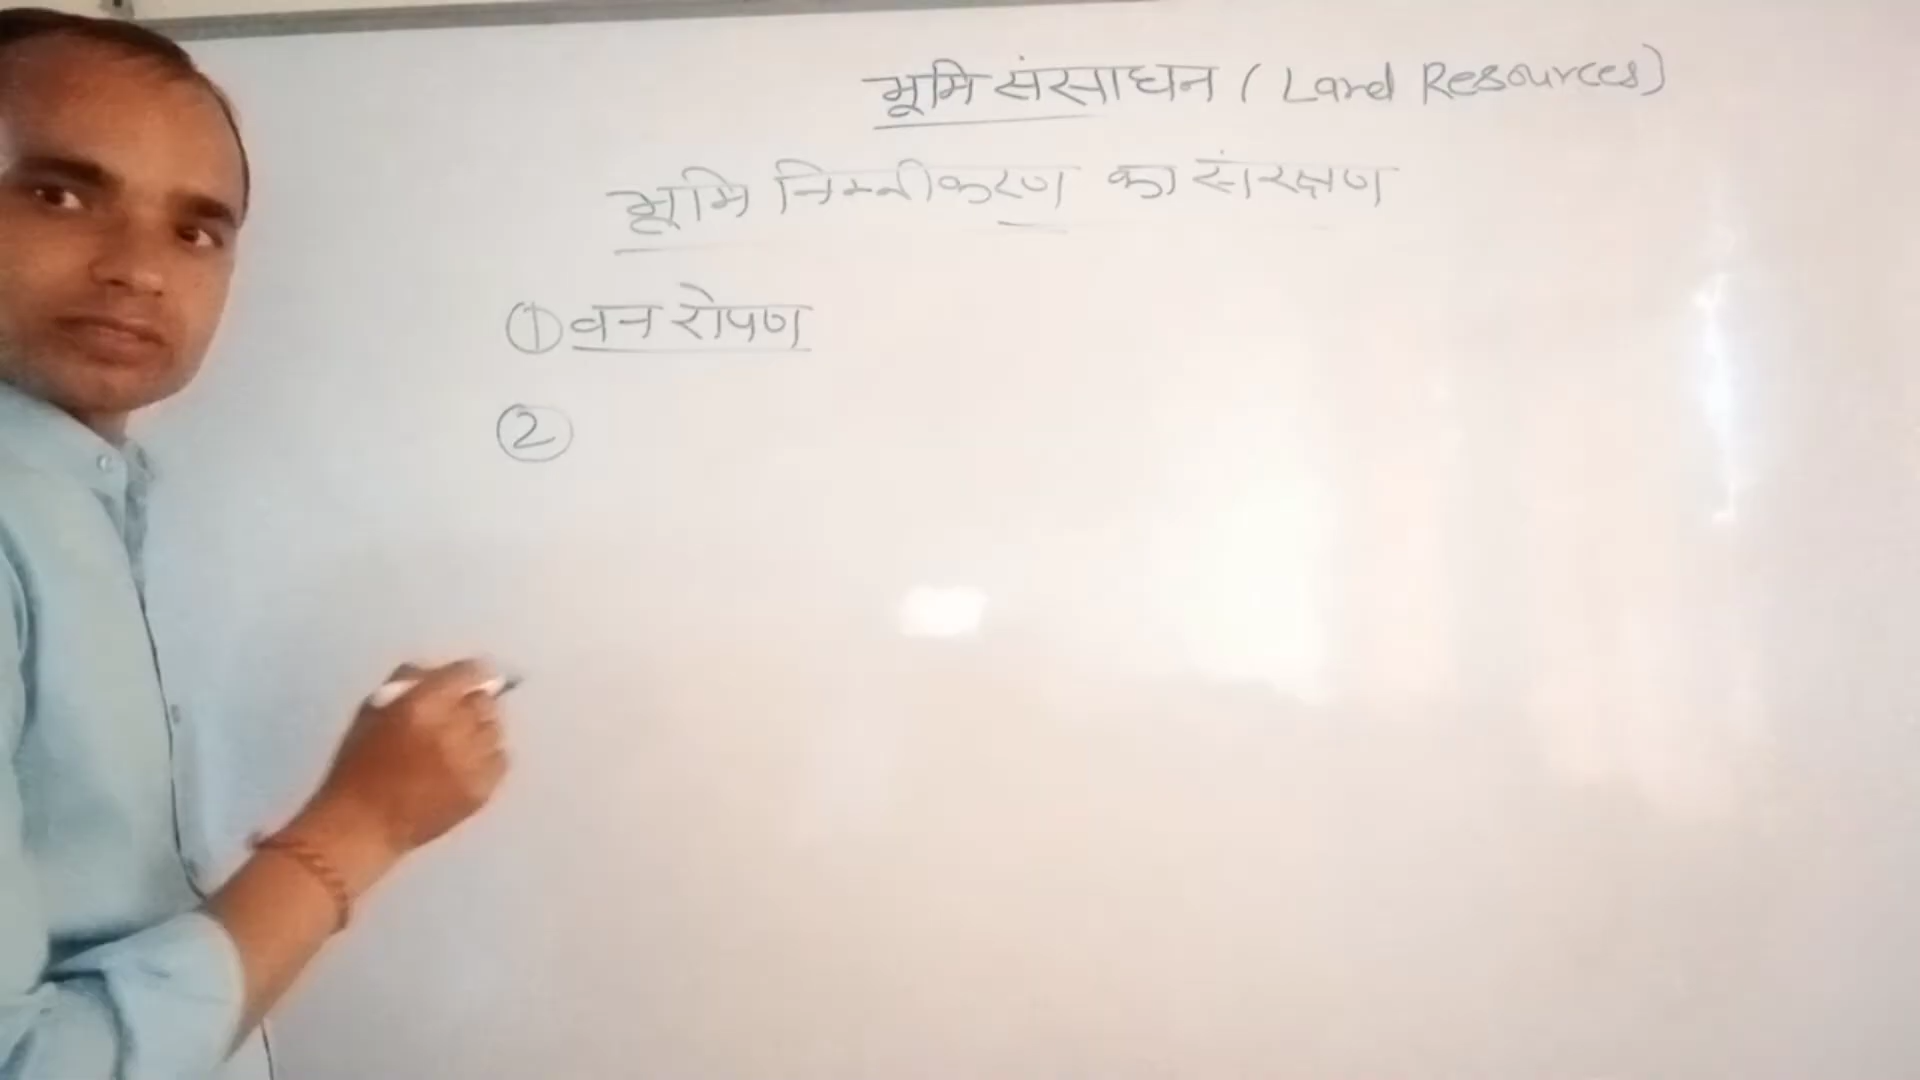 भूमि संसाधन ( Land Resources)
भूमि निम्नीकरण का संरक्षण
① वन रोपण
②